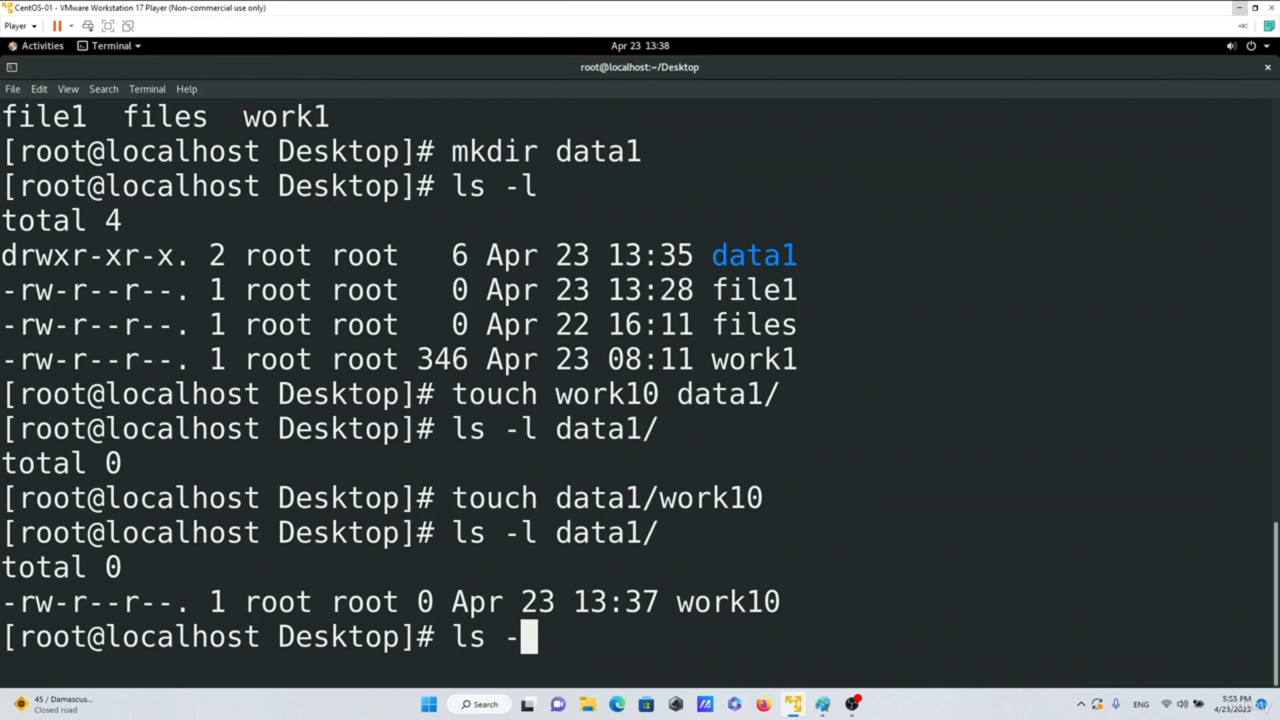 CentOS-01 - VMware Workstation 17 Player (Non-commercial use only)
Player
Activities Terminal Apr 23 13:38
root@localhost:~/Desktop
File Edit View Search Terminal Help
file1 files work1
[root@localhost Desktop]# mkdir data1
[root@localhost Desktop]# ls -l
total 4
drwxr-xr-x. 2 root root 6 Apr 23 13:35 data1
-rw-r--r--. 1 root root 0 Apr 23 13:28 file1
-rw-r--r--. 1 root root 0 Apr 22 16:11 files
-rw-r--r--. 1 root root 346 Apr 23 08:11 work1
[root@localhost Desktop]# touch work10 data1/
[root@localhost Desktop]# ls -l data1/
total 0
[root@localhost Desktop]# touch data1/work10
[root@localhost Desktop]# ls -l data1/
total 0
-rw-r--r--. 1 root root 0 Apr 23 13:37 work10
[root@localhost Desktop]# ls -
45 / Damascus...
Closed road
Search
ENG
5:55 PM
4/23/2023